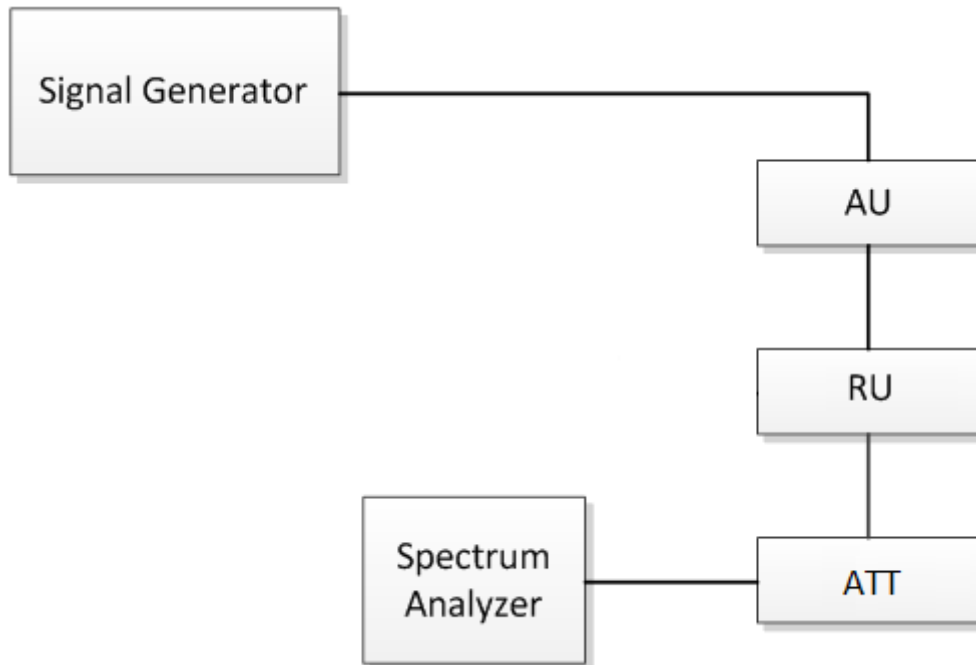 Signal Generator
AU
RU
Spectrum
Analyzer
ATT